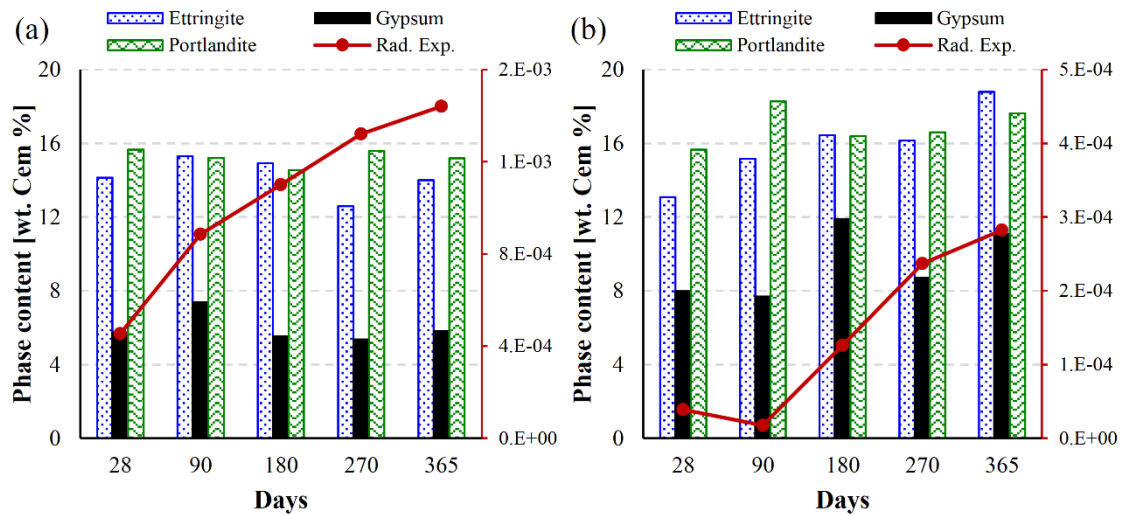 (a)
Ettringite
Gypsum
Portlandite
Rad. Exp.
Phase content [wt. Cem %]
20
16
12
8
4
0
2.E-03
1.E-03
8.E-04
4.E-04
0.E+00
28 90 180 270 365
Days
(b)
Ettringite
Gypsum
Portlandite
Rad. Exp.
Phase content [wt. Cem %]
20
16
12
8
4
0
5.E-04
4.E-04
3.E-04
2.E-04
1.E-04
0.E+00
28 90 180 270 365
Days